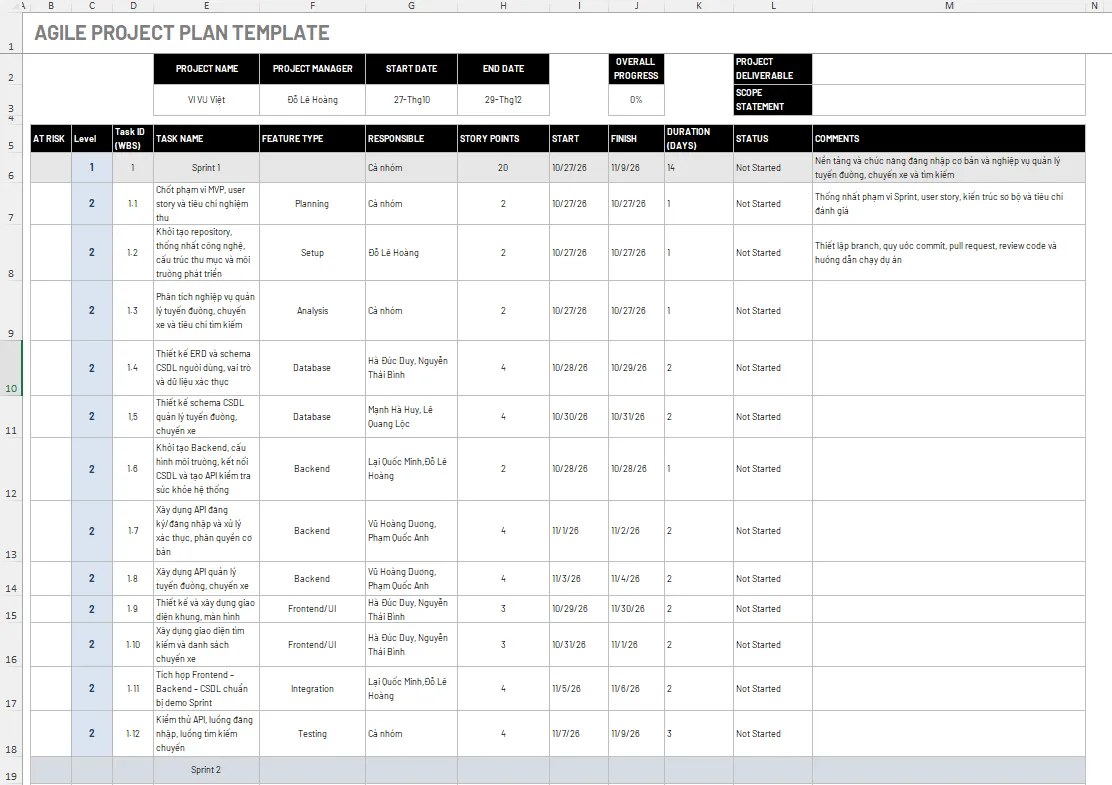 A B C D E F G H I J K L M N
1 AGILE PROJECT PLAN TEMPLATE
2 PROJECT NAME PROJECT MANAGER START DATE END DATE OVERALL PROGRESS PROJECT DELIVERABLE
3 VI VU Việt Đỗ Lê Hoàng 27-Thg10 29-Thg12 0% SCOPE STATEMENT
4
5 AT RISK Level Task ID (WBS) TASK NAME FEATURE TYPE RESPONSIBLE STORY POINTS START FINISH DURATION (DAYS) STATUS COMMENTS
6 1 1 Sprint 1 Cả nhóm 20 10/27/26 11/9/26 14 Not Started Nền tảng và chức năng đăng nhập cơ bản và nghiệp vụ quản lý tuyến đường, chuyến xe và tìm kiếm
7 2 1.1 Chốt phạm vi MVP, user story và tiêu chí nghiệm thu Planning Cả nhóm 2 10/27/26 10/27/26 1 Not Started Thống nhất phạm vi Sprint, user story, kiến trúc sơ bộ và tiêu chí đánh giá
8 2 1.2 Khởi tạo repository, thống nhất công nghệ, cấu trúc thư mục và môi trường phát triển Setup Đỗ Lê Hoàng 2 10/27/26 10/27/26 1 Not Started Thiết lập branch, quy ước commit, pull request, review code và hướng dẫn chạy dự án
9 2 1.3 Phân tích nghiệp vụ quản lý tuyến đường, chuyến xe và tiêu chí tìm kiếm Analysis Cả nhóm 2 10/27/26 10/27/26 1 Not Started
10 2 1.4 Thiết kế ERD và schema CSDL người dùng, vai trò và dữ liệu xác thực Database Hà Đức Duy, Nguyễn Thái Bình 4 10/28/26 10/29/26 2 Not Started
11 2 1,5 Thiết kế schema CSDL quản lý tuyến đường, chuyến xe Database Mạnh Hà Huy, Lê Quang Lộc 4 10/30/26 10/31/26 2 Not Started
12 2 1.6 Khởi tạo Backend, cấu hình môi trường, kết nối CSDL và tạo API kiểm tra sức khỏe hệ thống Backend Lại Quốc Minh,Đỗ Lê Hoàng 2 10/28/26 10/28/26 1 Not Started
13 2 1.7 Xây dựng API đăng ký/đăng nhập và xử lý xác thực, phân quyền cơ bản Backend Vũ Hoàng Dương, Phạm Quốc Anh 4 11/1/26 11/2/26 2 Not Started
14 2 1.8 Xây dựng API quản lý tuyến đường, chuyến xe Backend Vũ Hoàng Dương, Phạm Quốc Anh 4 11/3/26 11/4/26 2 Not Started
15 2 1.9 Thiết kế và xây dựng giao diện khung, màn hình Frontend/UI Hà Đức Duy, Nguyễn Thái Bình 3 10/29/26 11/30/26 2 Not Started
16 2 1.10 Xây dựng giao diện tìm kiếm và danh sách chuyến xe Frontend/UI Hà Đức Duy, Nguyễn Thái Bình 3 10/31/26 11/1/26 2 Not Started
17 2 1.11 Tích hợp Frontend - Backend - CSDL chuẩn bị demo Sprint Integration Lại Quốc Minh,Đỗ Lê Hoàng 4 11/5/26 11/6/26 2 Not Started
18 2 1.12 Kiểm thử API, luồng đăng nhập, luồng tìm kiếm chuyến Testing Cả nhóm 4 11/7/26 11/9/26 3 Not Started
19 Sprint 2